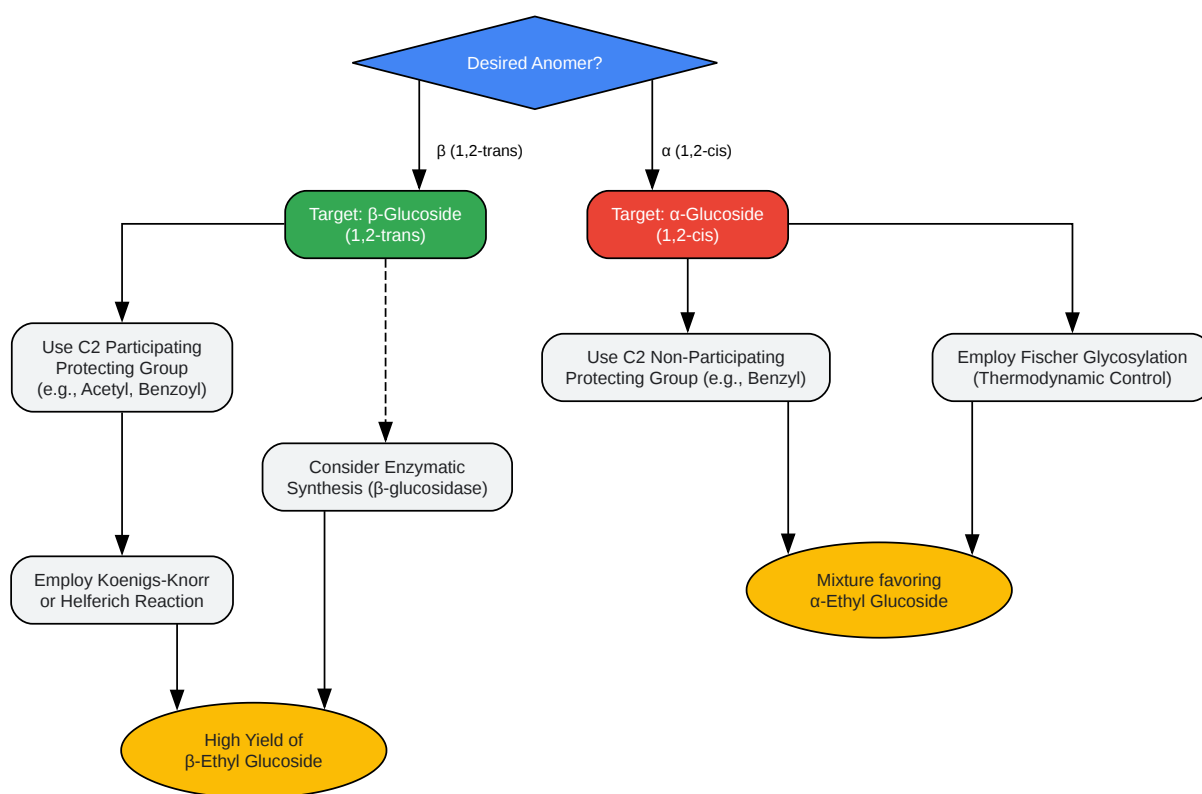 Desired Anomer?
β (1,2-trans)
α (1,2-cis)
Target: β-Glucoside
(1,2-trans)
Target: α-Glucoside
(1,2-cis)
Use C2 Participating
Protecting Group
(e.g., Acetyl, Benzoyl)
Use C2 Non-Participating
Protecting Group (e.g., Benzyl)
Employ Fischer Glycosylation
(Thermodynamic Control)
Consider Enzymatic
Synthesis (β-glucosidase)
Employ Koenigs-Knorr
or Helferich Reaction
Mixture favoring
α-Ethyl Glucoside
High Yield of
β-Ethyl Glucoside